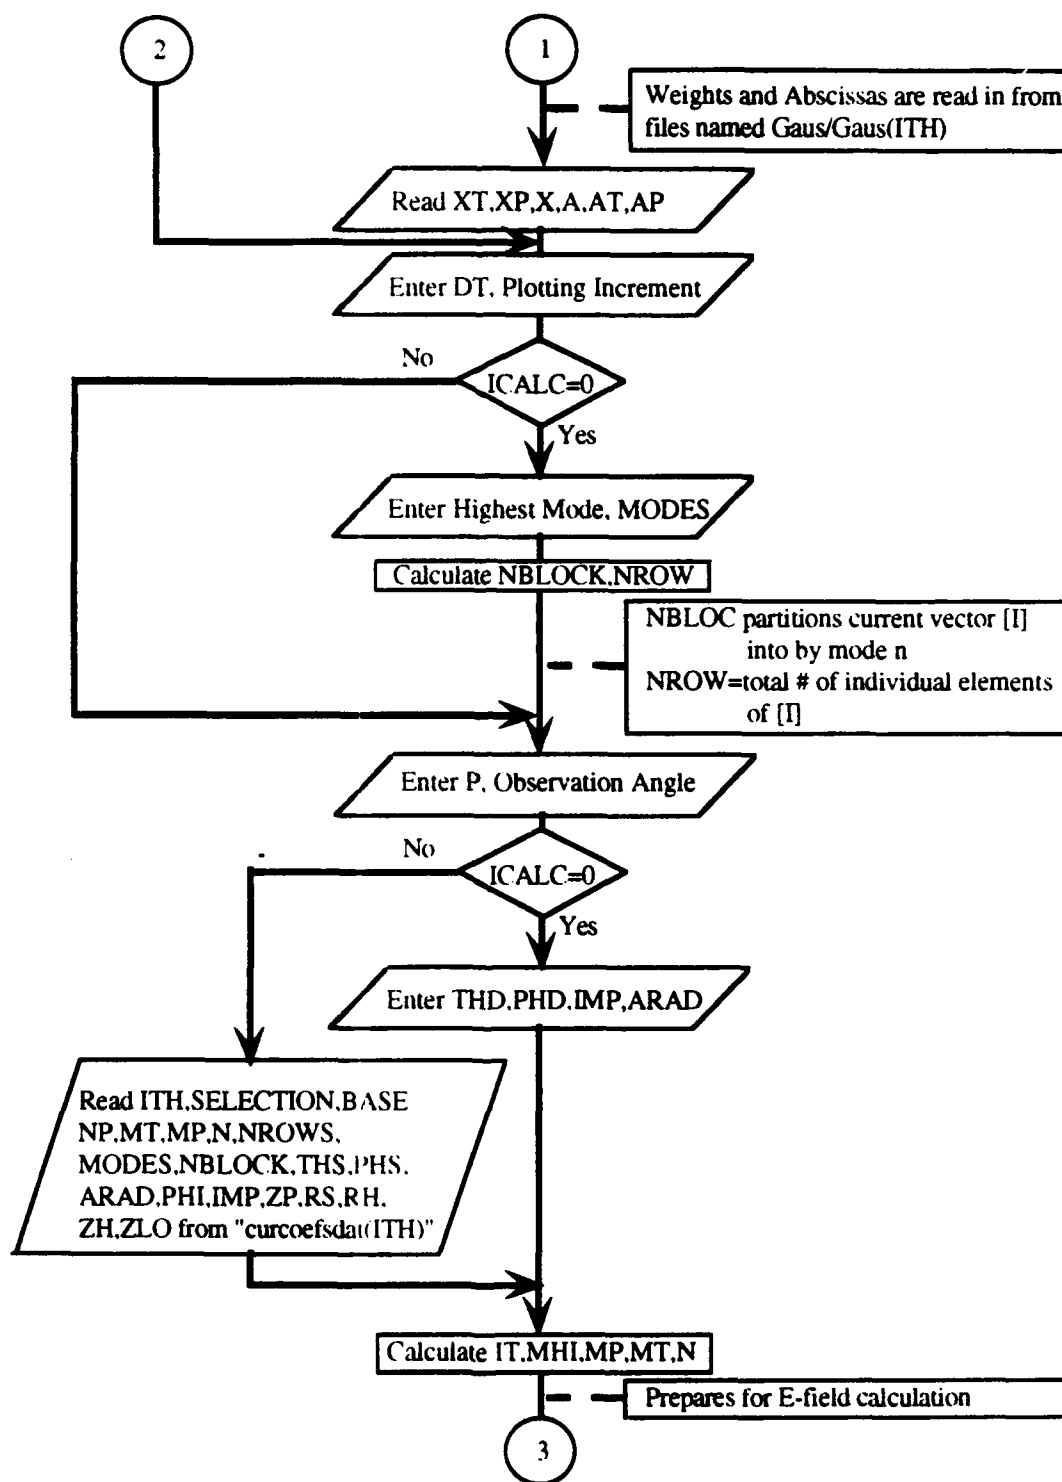 2
1
Weights and Abscissas are read in from
files named Gaus/Gaus(ITH)
Read XT,XP,X,A,AT,AP
Enter DT, Plotting Increment
No
ICALC=0
Yes
Enter Highest Mode, MODES
Calculate NBLOCK,NROW
NBLOC partitions current vector [I]
into by mode n
NROW=total # of individual elements
of [I]
Enter P, Observation Angle
No
ICALC=0
Yes
Enter THD,PHD,IMP,ARAD
Read ITH,SELECTION,BASE
NP,MT,MP,N,NROWS,
MODES,NBLOCK,THS,PHS,
ARAD,PHI,IMP,ZP,RS,RH,
ZH,ZLO from "curcoefsdat(ITH)"
Calculate IT,MHI,MP,MT,N
Prepares for E-field calculation
3